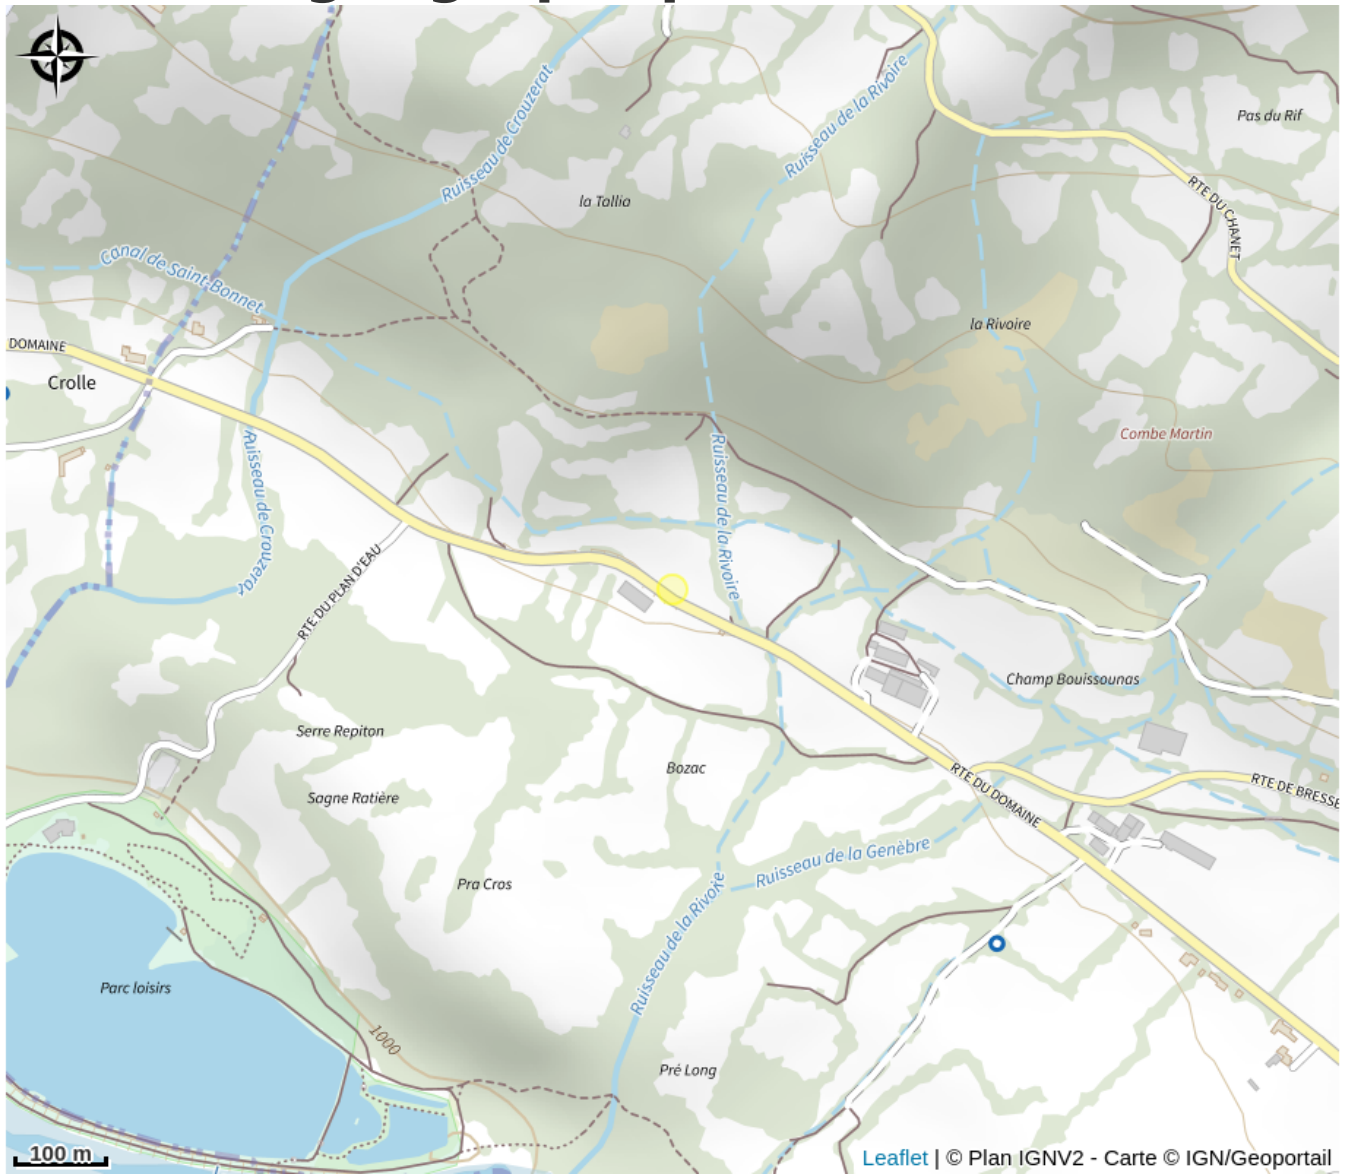 Ruisseau de Crouzerat
Ruisseau de la Rivoire
Pas du Rif
la Tallia
RTE DU CHANET
Canal de Saint-Bonnet
la Rivoire
DOMAINE
Crolle
Combe Martin
Ruisseau de Crouzerat
Ruisseau de la Rivoire
RTE DU PLAN D'EAU
Champ Bouissounas
Serre Repiton
Bozac
Sagne Ratière
RTE DU DOMAINE
RTE DE BRESSE
Ruisseau de la Genèbre
Pra Cros
Ruisseau de la Rivoire
Parc loisirs
1000
Pré Long
100 m
Leaflet | © Plan IGNV2 - Carte © IGN/Geoportail